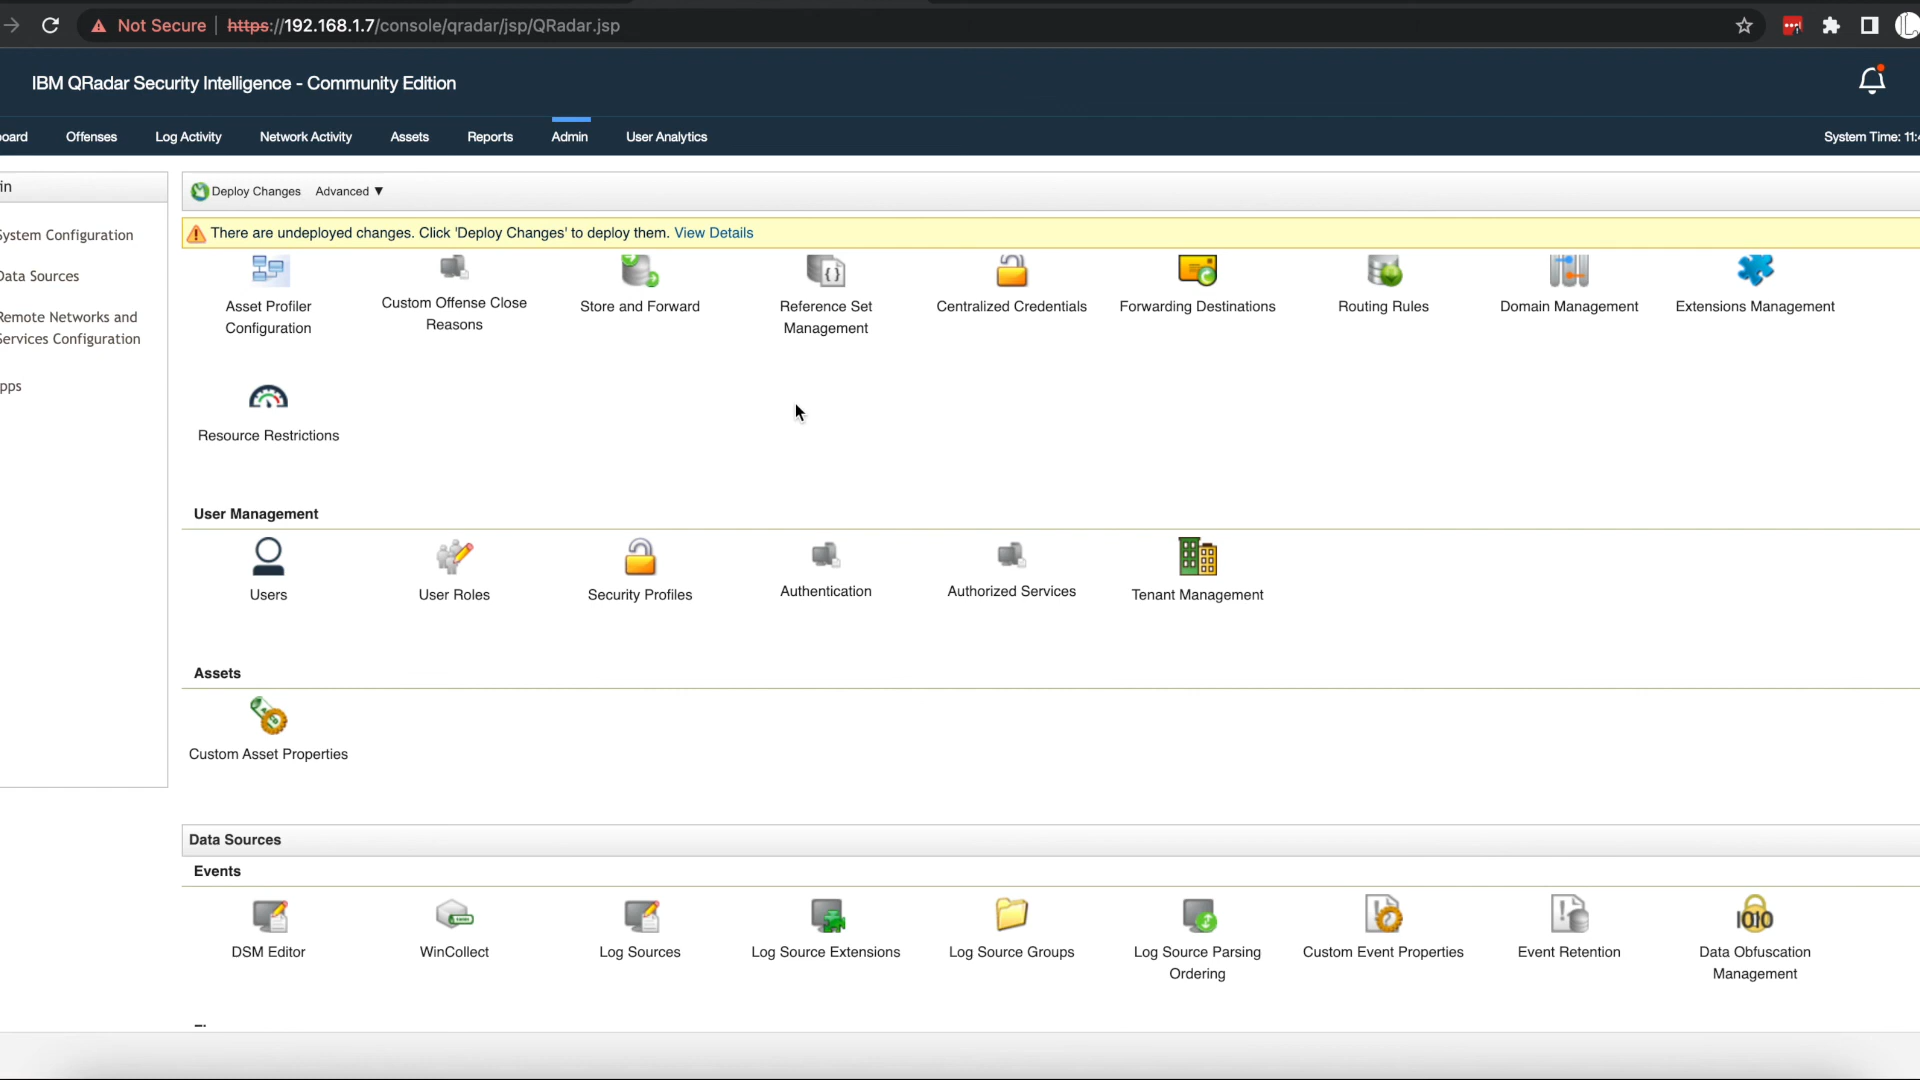 Not Secure | https://192.168.1.7/console/qradar/jsp/QRadar.jsp
IBM QRadar Security Intelligence - Community Edition
oard Offenses Log Activity Network Activity Assets Reports Admin User Analytics System Time: 11:4
in
Deploy Changes Advanced ▼
There are undeployed changes. Click 'Deploy Changes' to deploy them. View Details
System Configuration
Data Sources
Remote Networks and
Services Configuration
pps
Asset Profiler
Configuration
Custom Offense Close
Reasons
Store and Forward
Reference Set
Management
Centralized Credentials
Forwarding Destinations
Routing Rules
Domain Management
Extensions Management
Resource Restrictions
User Management
Users
User Roles
Security Profiles
Authentication
Authorized Services
Tenant Management
Assets
Custom Asset Properties
Data Sources
Events
DSM Editor
WinCollect
Log Sources
Log Source Extensions
Log Source Groups
Log Source Parsing
Ordering
Custom Event Properties
Event Retention
Data Obfuscation
Management